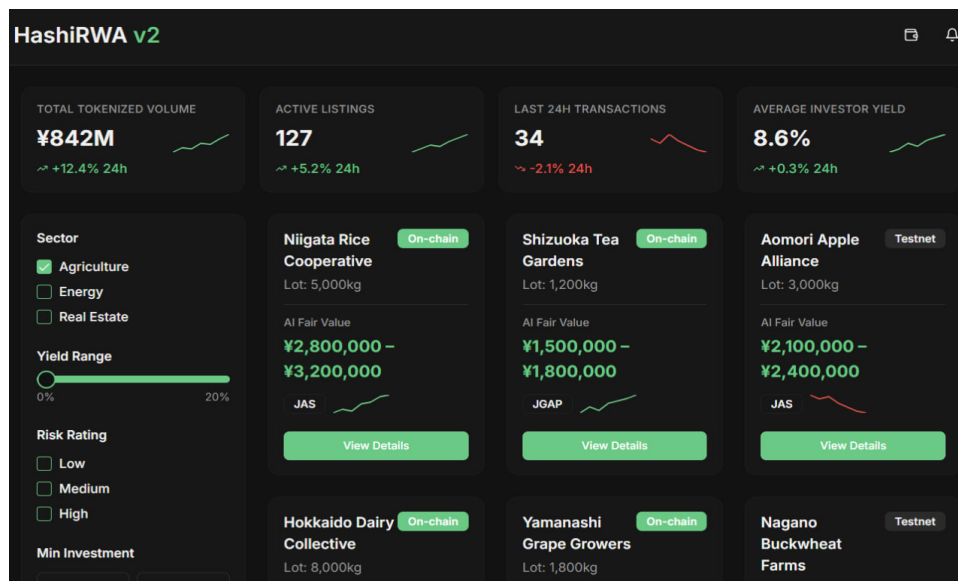 HashiRWA v2
TOTAL TOKENIZED VOLUME
¥842M
+12.4% 24h
ACTIVE LISTINGS
127
+5.2% 24h
LAST 24H TRANSACTIONS
34
-2.1% 24h
AVERAGE INVESTOR YIELD
8.6%
+0.3% 24h
Sector
Agriculture
Energy
Real Estate
Yield Range
0% 20%
Risk Rating
Low
Medium
High
Min Investment
Niigata Rice
Cooperative
On-chain
Lot: 5,000kg
AI Fair Value
¥2,800,000 –
¥3,200,000
JAS
View Details
Shizuoka Tea
Gardens
On-chain
Lot: 1,200kg
AI Fair Value
¥1,500,000 –
¥1,800,000
JGAP
View Details
Aomori Apple
Alliance
Testnet
Lot: 3,000kg
AI Fair Value
¥2,100,000 –
¥2,400,000
JAS
View Details
Hokkaido Dairy
Collective
On-chain
Lot: 8,000kg
Yamanashi
Grape Growers
On-chain
Lot: 1,800kg
Nagano
Buckwheat
Farms
Testnet